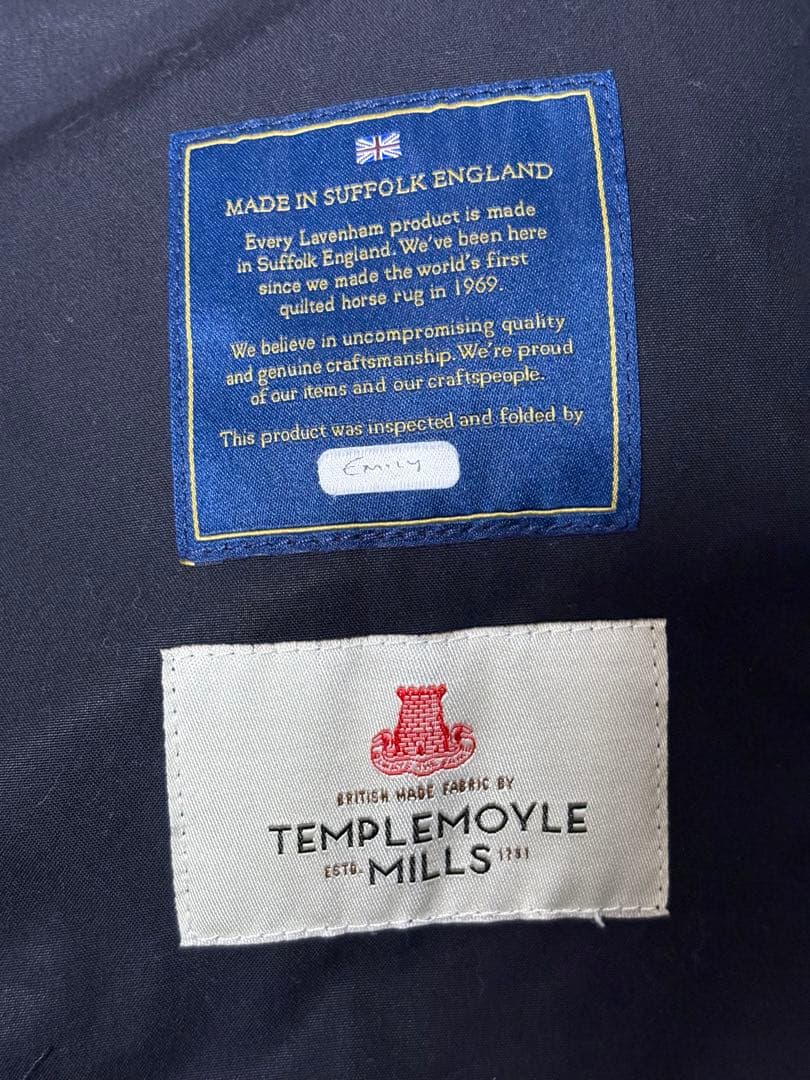 MADE IN SUFFOLK ENGLAND
Every Lavenham product is made
in Suffolk England. We've been here
since we made the world's first
quilted horse rug in 1969.
We believe in uncompromising quality
and genuine craftsmanship. We're proud
of our items and our craftspeople.
This product was inspected and folded by
EMILY
BRITISH MADE FABRIC BY
TEMPLEMOYLE
ESTD. MILLS 1781